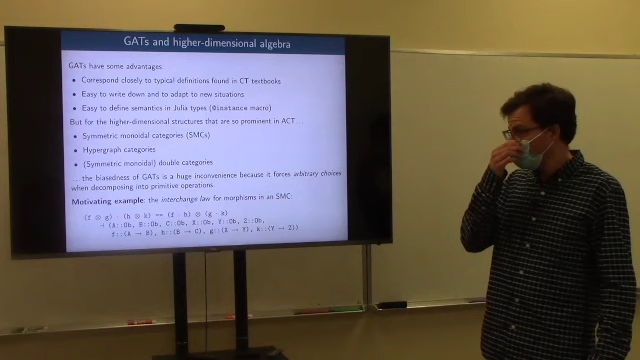 GATs and higher-dimensional algebra
GATs have some advantages:
• Correspond closely to typical definitions found in CT textbooks
• Easy to write down and to adapt to new situations
• Easy to define semantics in Julia types (@instance macro)
But for the higher-dimensional structures that are so prominent in ACT...
• Symmetric monoidal categories (SMCs)
• Hypergraph categories
• (Symmetric monoidal) double categories
... the biasedness of GATs is a huge inconvenience because it forces arbitrary choices
when decomposing into primitive operations
Motivating example: the interchange law for morphisms in an SMC:
(f ⊗ g) · (h ⊗ k) == (f · h) ⊗ (g · k)
⊣ (A::Ob, B::Ob, C::Ob, X::Ob, Y::Ob, Z::Ob,
f::(A → B), h::(B → C), g::(X → Y), k::(Y → Z))